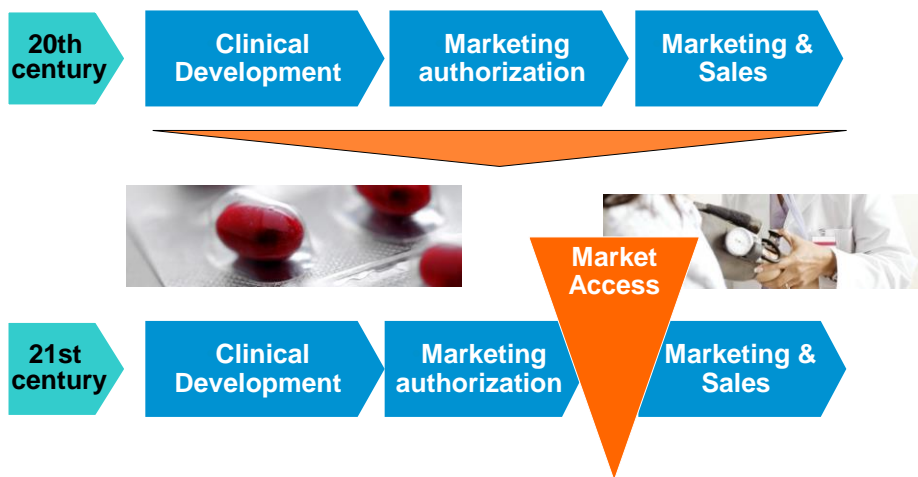 20th
century
Clinical
Development
Marketing
authorization
Marketing &
Sales
Market
Access
21st
century
Clinical
Development
Marketing
authorization
Marketing &
Sales